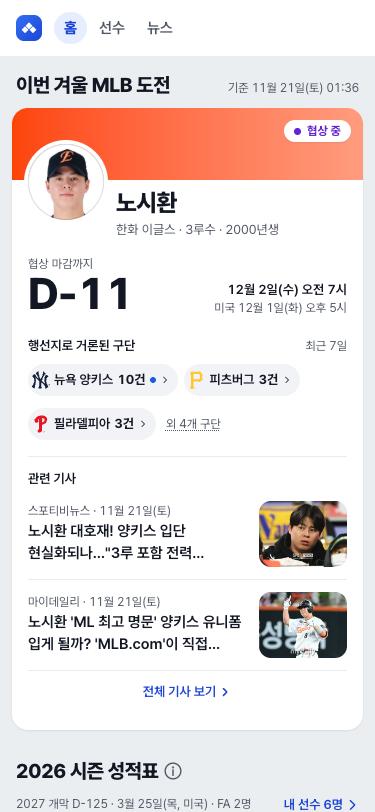 홈 선수 뉴스
이번 겨울 MLB 도전
기준 11월 21일(토) 01:36
협상 중
노시환
한화 이글스 · 3루수 · 2000년생
협상 마감까지
D-11
12월 2일(수) 오전 7시
미국 12월 1일(화) 오후 5시
행선지로 거론된 구단
최근 7일
뉴욕 양키스 10건
피츠버그 3건
필라델피아 3건
외 4개 구단
관련 기사
스포티비뉴스 · 11월 21일(토)
노시환 대호재! 양키스 입단
현실화되나..."3루 포함 전력...
마이데일리 · 11월 21일(토)
노시환 'ML 최고 명문' 양키스 유니폼
입게 될까? 'MLB.com'이 직접...
전체 기사 보기
2026 시즌 성적표
2027 개막 D-125 · 3월 25일(목, 미국) · FA 2명
내 선수 6명